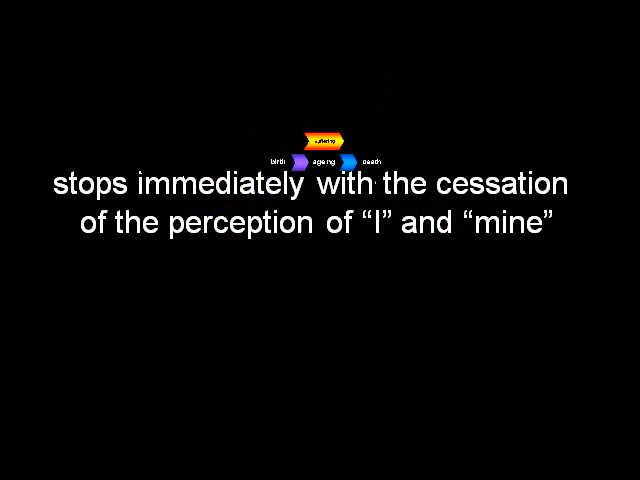 suffering
birth ageing death
stops immediately with the cessation
of the perception of “I” and “mine”